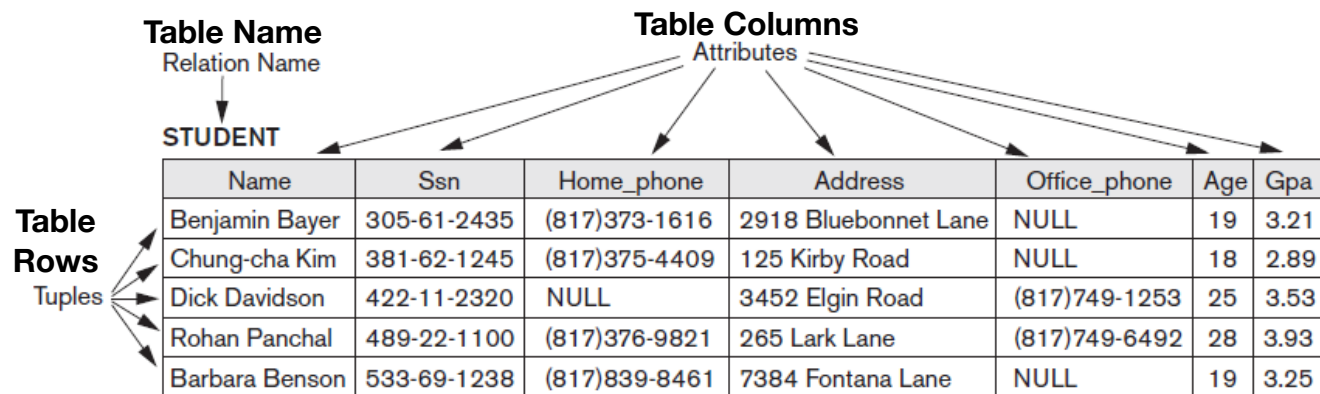 Table Name
Relation Name
Table Columns
Attributes
STUDENT
Name Ssn Home_phone Address Office_phone Age Gpa
Table
Rows
Tuples
Benjamin Bayer 305-61-2435 (817)373-1616 2918 Bluebonnet Lane NULL 19 3.21
Chung-cha Kim 381-62-1245 (817)375-4409 125 Kirby Road NULL 18 2.89
Dick Davidson 422-11-2320 NULL 3452 Elgin Road (817)749-1253 25 3.53
Rohan Panchal 489-22-1100 (817)376-9821 265 Lark Lane (817)749-6492 28 3.93
Barbara Benson 533-69-1238 (817)839-8461 7384 Fontana Lane NULL 19 3.25